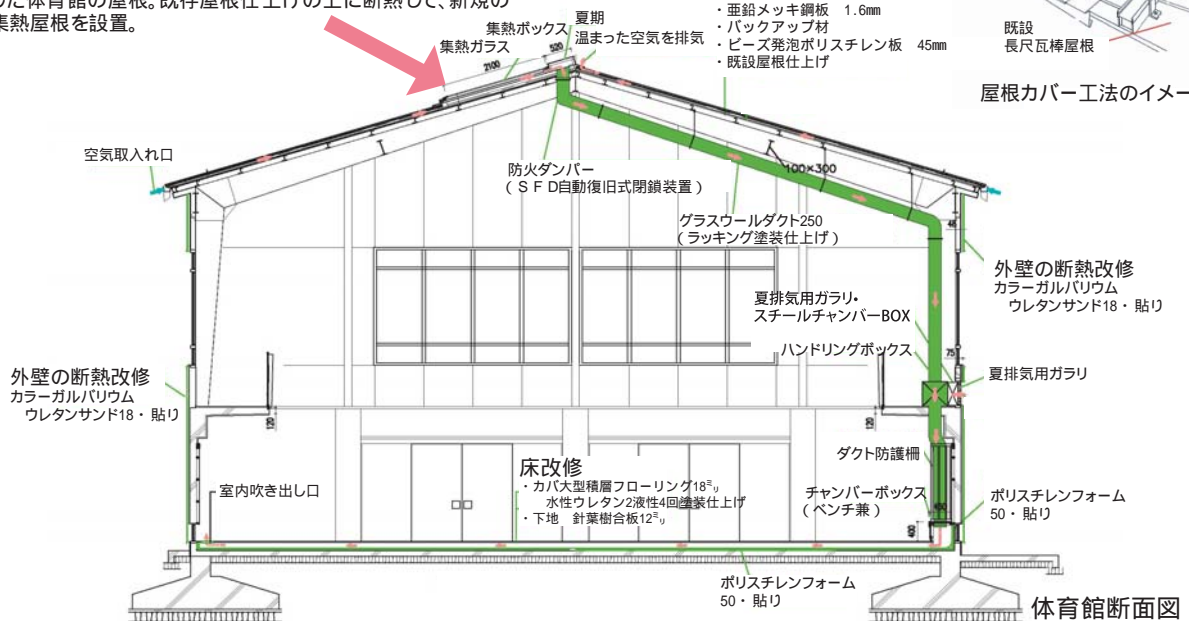 った体育館の屋根。既存屋根仕上げの上に断熱して、新規の
集熱屋根を設置。
集熱ガラス
集熱ボックス
夏期
温まった空気を排気
2100
520
・亜鉛メッキ鋼板 1.6mm
・バックアップ材
・ビーズ発泡ポリスチレン板 45mm
・既設屋根仕上げ
既設
長尺瓦棒屋根
屋根カバー工法のイメー
空気取入れ口
防火ダンパー
(SFD自動復旧式閉鎖装置)
100×300
グラスウールダクト250
(ラッキング塗装仕上げ)
外壁の断熱改修
カラーガルバリウム
ウレタンサンド18・貼り
夏排気用ガラリ・
スチールチャンバーBOX
ハンドリングボックス
75
夏排気用ガラリ
外壁の断熱改修
カラーガルバリウム
ウレタンサンド18・貼り
120
120
床改修
・カバ大型積層フローリング18ミリ
水性ウレタン2液性4回塗装仕上げ
・下地 針葉樹合板12ミリ
室内吹き出し口
ダクト防護柵
チャンバーボックス
(ベンチ兼)
400
ポリスチレンフォーム
50・貼り
ポリスチレンフォーム
50・貼り
体育館断面図